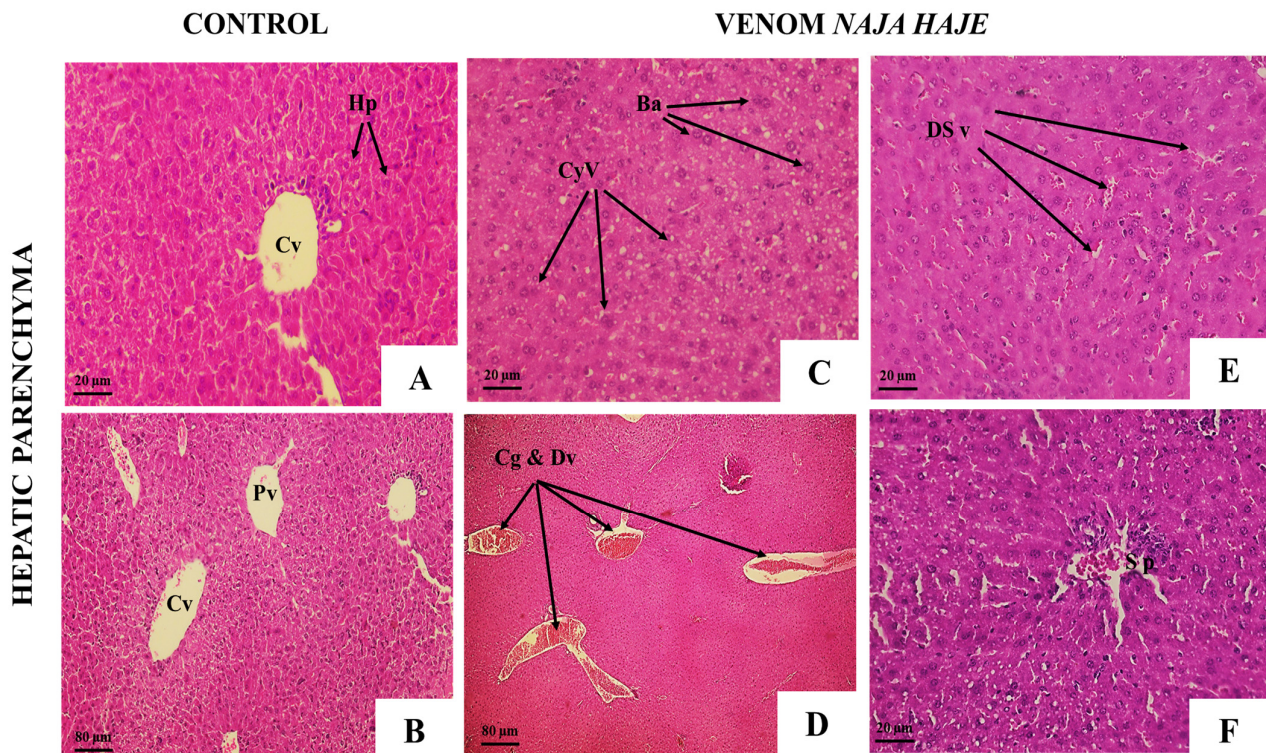 CONTROL
VENOM NAJA HAJE
HEPATIC PARENCHYMA
Hp
Cv
20 µm
A
Ba
CyV
20 µm
C
DS v
20 µm
E
Pv
Cv
80 µm
B
Cg & Dv
80 µm
D
S p
20 µm
F